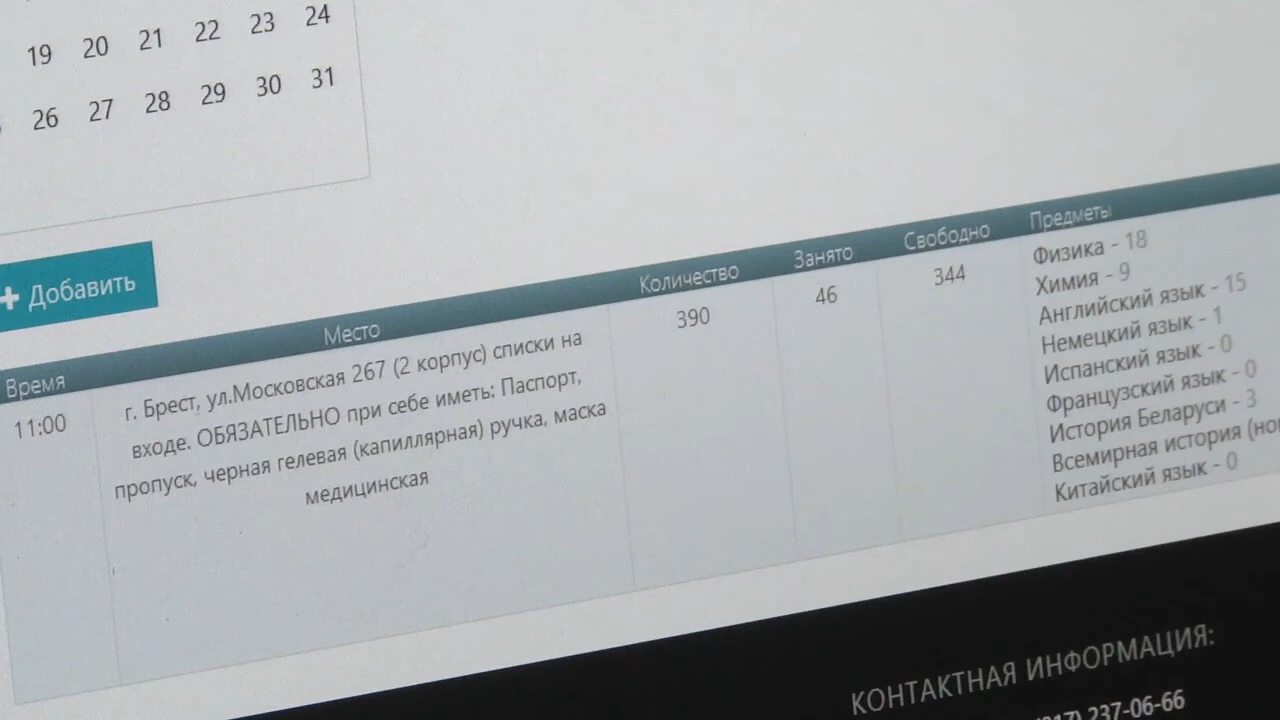 19 20 21 22 23 24
26 27 28 29 30 31
+ Добавить
Время Место Количество Занято Свободно Предметы
11:00
г. Брест, ул.Московская 267 (2 корпус) списки на
входе. ОБЯЗАТЕЛЬНО при себе иметь: Паспорт,
пропуск, черная гелевая (капиллярная) ручка, маска
медицинская
390
46
344
Физика - 18
Химия - 9
Английский язык - 15
Немецкий язык - 1
Испанский язык - 0
Французский язык - 0
История Беларуси - 3
Всемирная история (но
Китайский язык - 0
КОНТАКТНАЯ ИНФОРМАЦИЯ:
237-06-66